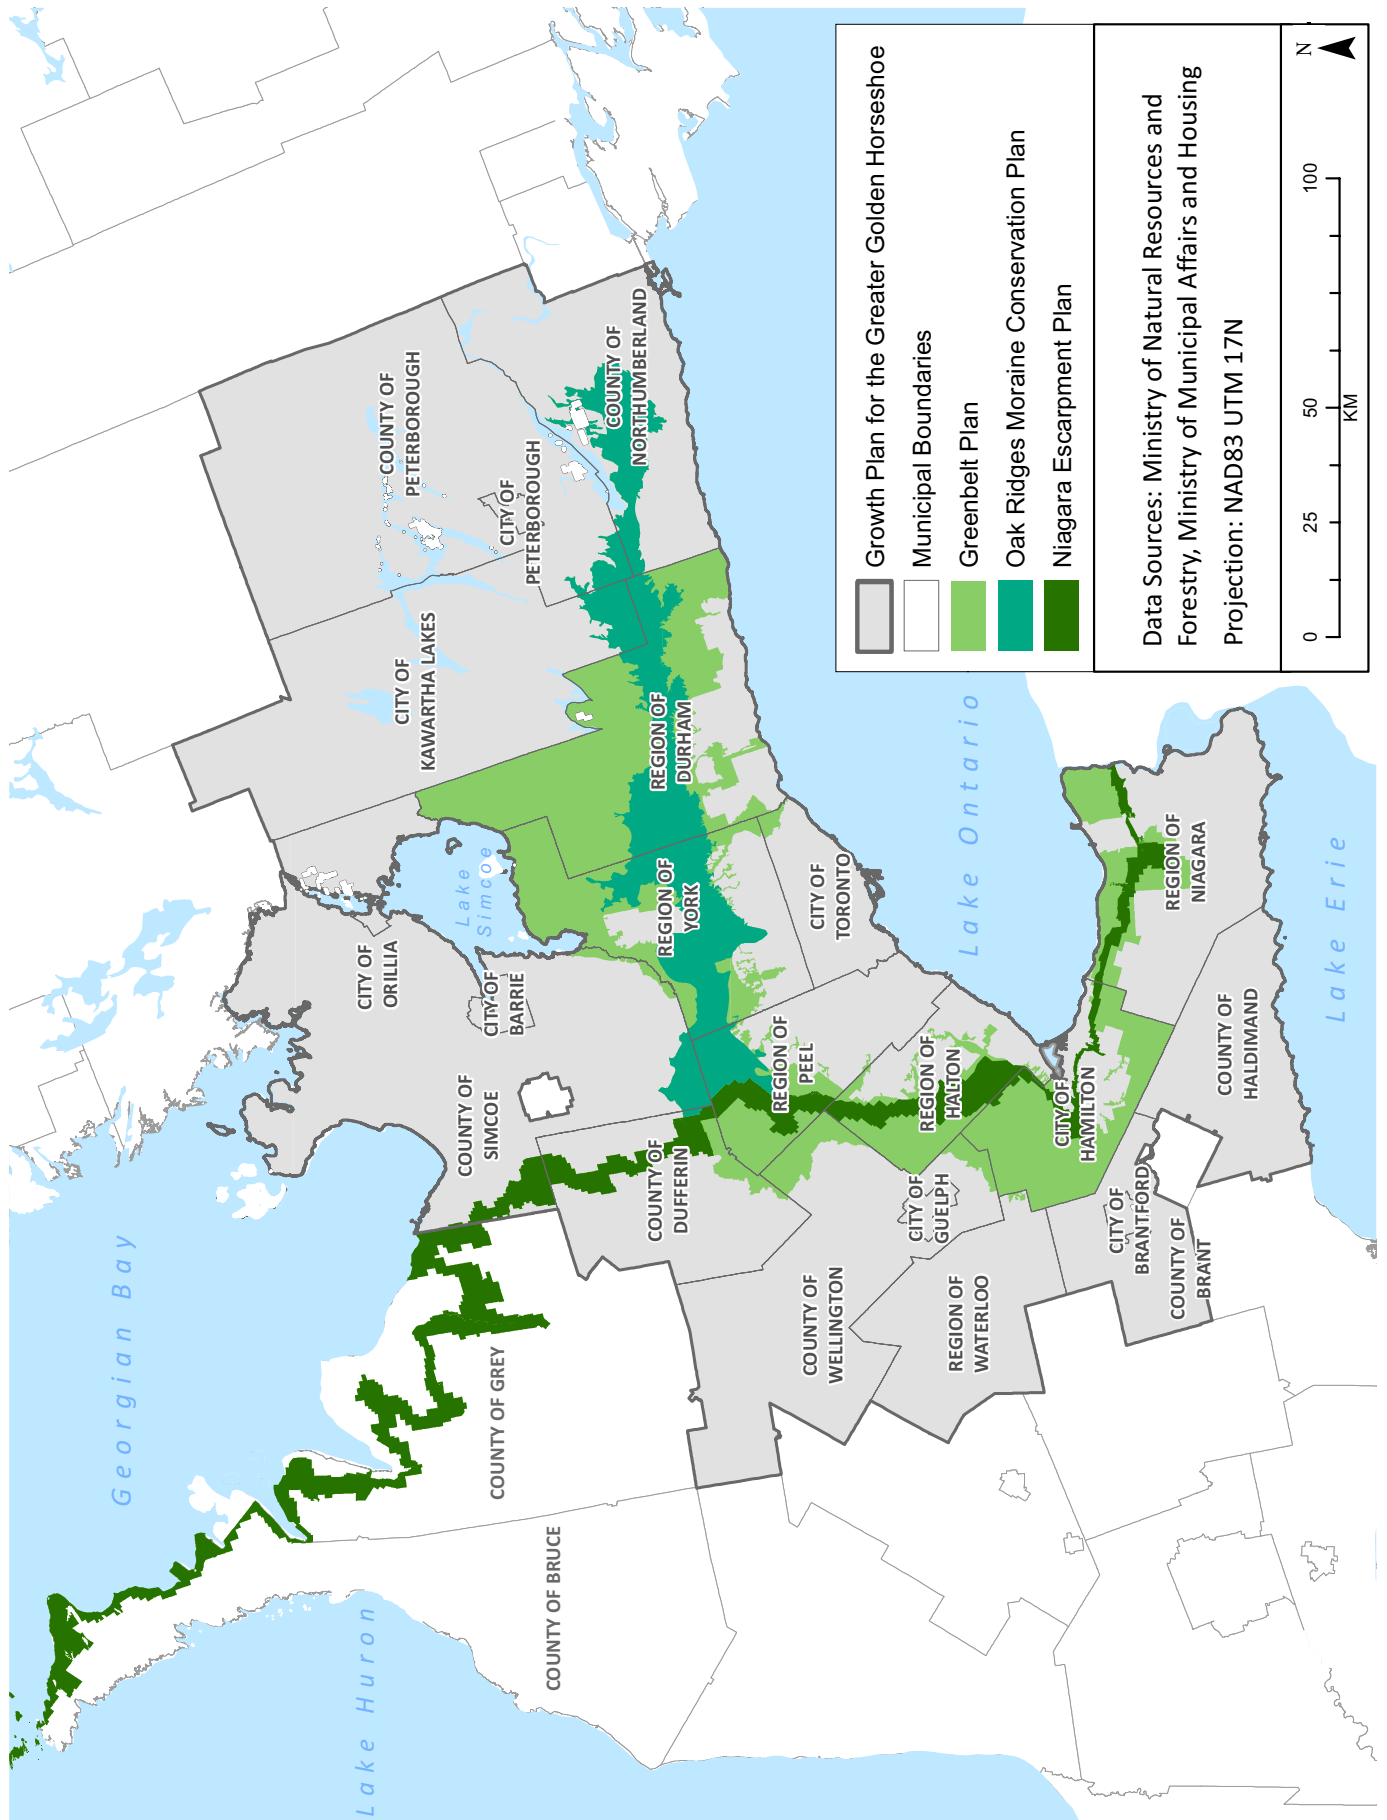 Georgian Bay
Lake Huron
COUNTY OF BRUCE
COUNTY OF GREY
COUNTY OF
SIMCOE
CITY OF
ORILLIA
CITY OF
BARRIE
Lake
Simcoe
CITY OF
KAWARTHA LAKES
COUNTY OF
PETERBOROUGH
CITY OF
PETERBOROUGH
COUNTY OF
NORTHUMBERLAND
COUNTY OF
DUFFERIN
REGION OF
YORK
REGION OF
DURHAM
COUNTY OF
WELLINGTON
REGION OF
PEEL
CITY OF
TORONTO
CITY OF
GUELPH
REGION OF
HALTON
REGION OF
WATERLOO
Lake Ontario
CITY OF
HAMILTON
CITY OF
BRANTFORD
COUNTY OF
BRANT
REGION OF
NIAGARA
COUNTY OF
HALDIMAND
Lake Erie
Growth Plan for the Greater Golden Horseshoe
Municipal Boundaries
Greenbelt Plan
Oak Ridges Moraine Conservation Plan
Niagara Escarpment Plan
Data Sources: Ministry of Natural Resources and
Forestry, Ministry of Municipal Affairs and Housing
Projection: NAD83 UTM 17N
0 25 50 100
KM
N